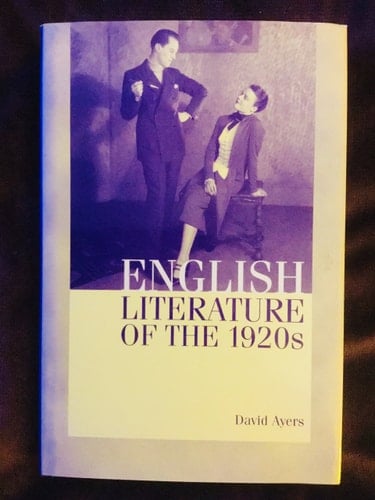 ENGLISH
LITERATURE
OF THE 1920s
David Ayers